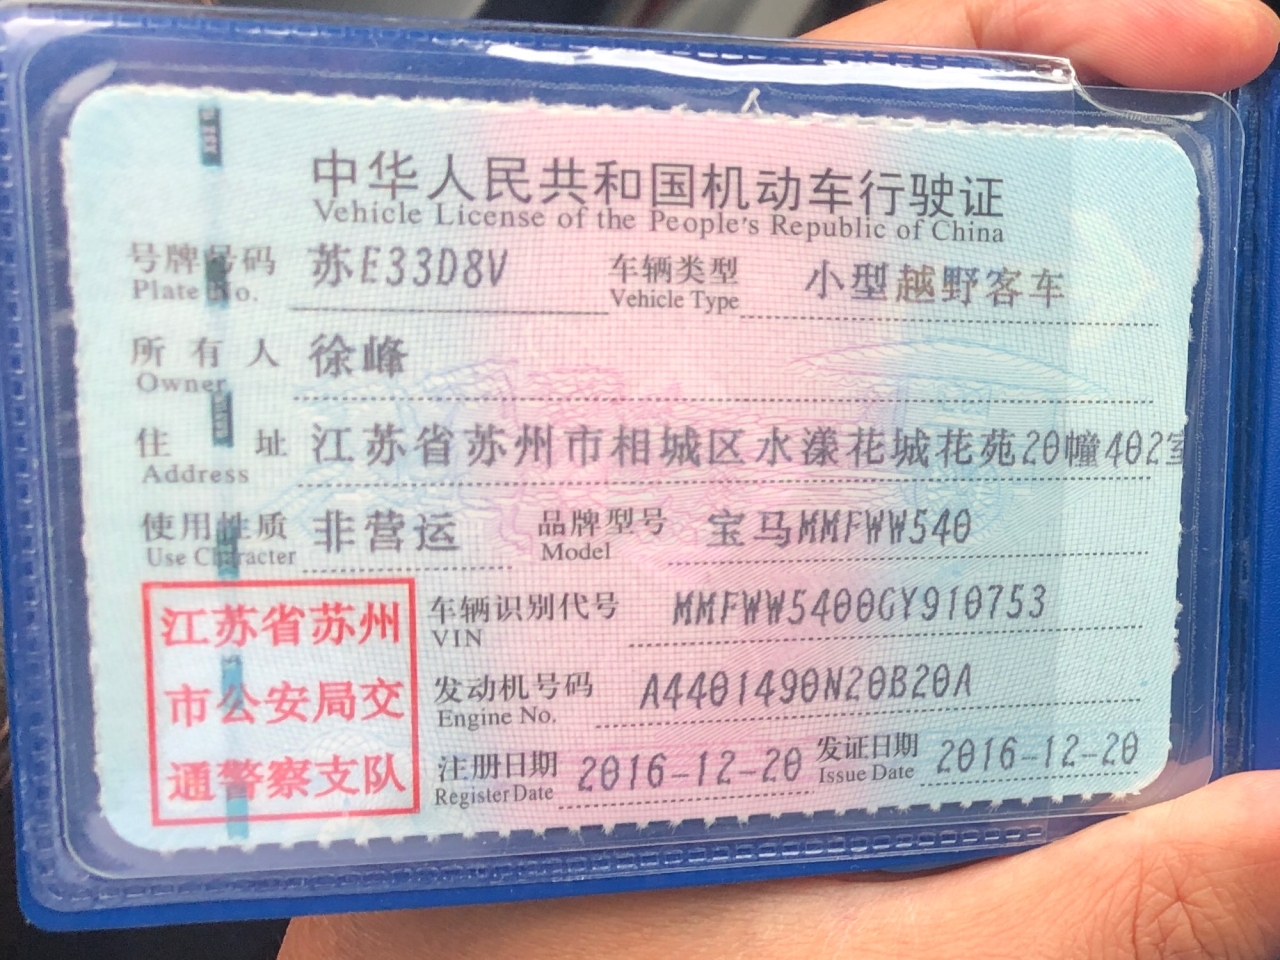 中华人民共和国机动车行驶证
Vehicle License of the People's Republic of China
号牌号码 苏E33D8V 车辆类型 小型越野客车
Plate No. Vehicle Type
所有人 徐峰
Owner
住址 江苏省苏州市相城区水漾花城花苑20幢402室
Address
使用性质 非营运 品牌型号 宝马MMFWW540
Use Character Model
江苏省苏州
市公安局交
通警察支队
车辆识别代号 MMFWW5400GY910753
VIN
发动机号码 A4401490N20B20A
Engine No.
注册日期 2016-12-20 发证日期 2016-12-20
Register Date Issue Date